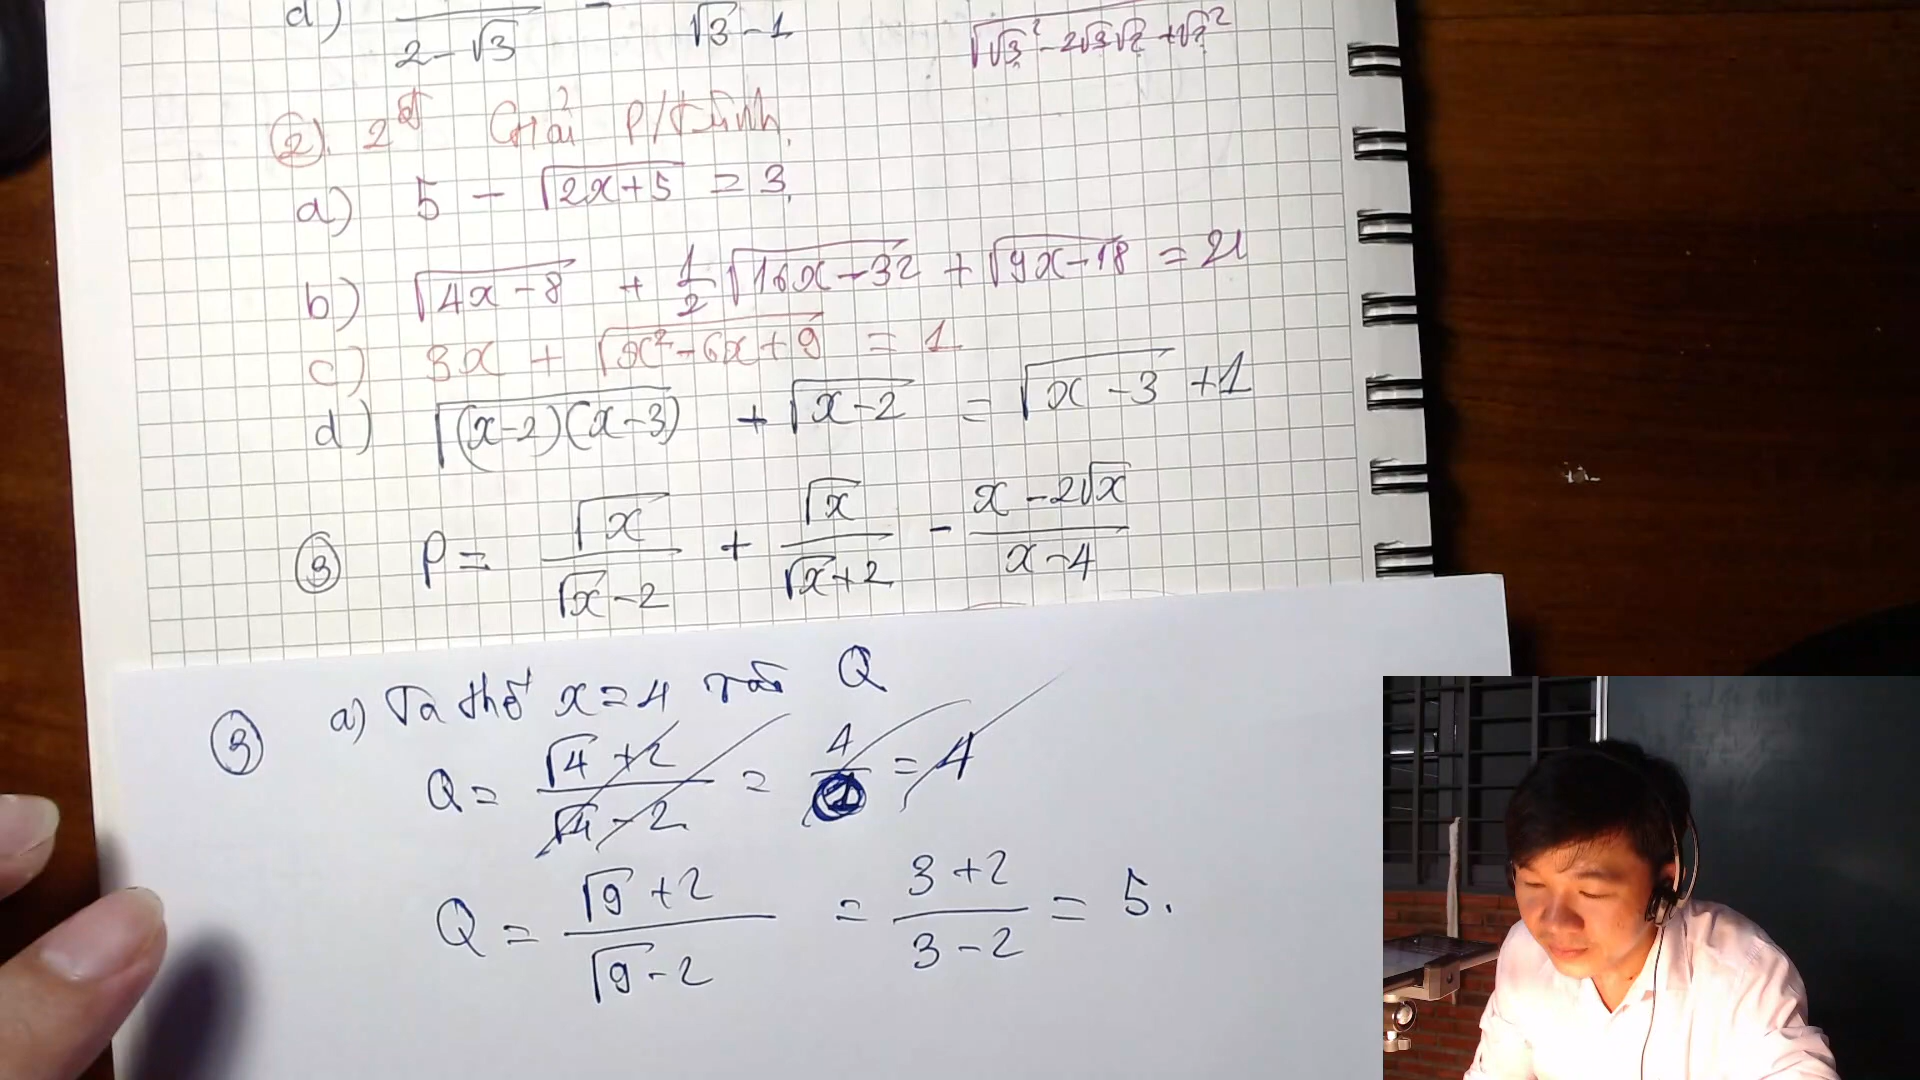 d) 2-√3 - √3-1 √(√3² - 2√3√2 + √2²)
②. 2đ Giải P/trình.
a) 5 - √(2x+5) = 3.
b) √(4x-8) + 1/2 √(16x-32) + √(9x-18) = 21
c) 3x + √(9x²-6x+9) = 1
d) √((x-2)(x-3)) + √(x-2) = √(x-3) + 1
③ P = √x/(√x-2) + √x/(√x+2) - (x-2√x)/(x-4)
③ a) Ta thế x=4 vào Q
Q = (√4+2)/(√4-2) = 4/ = 4
Q = (√9+2)/(√9-2) = (3+2)/(3-2) = 5.